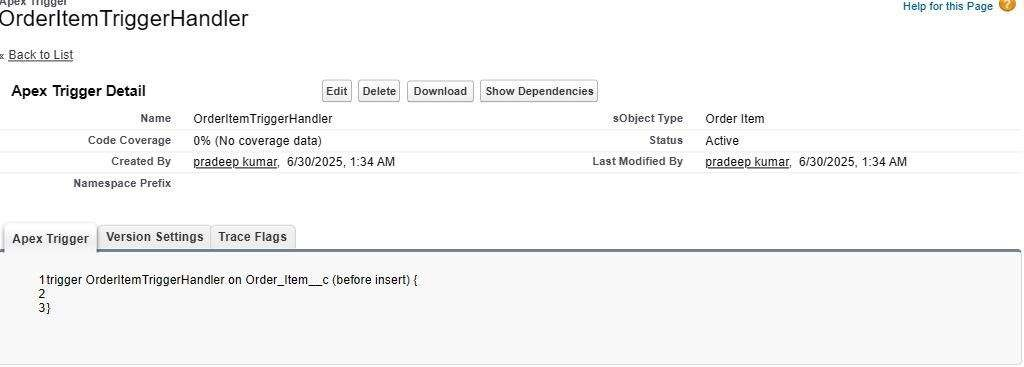 Apex Trigger
OrderItemTriggerHandler
Help for this Page
« Back to List
Apex Trigger Detail
Edit Delete Download Show Dependencies
Name OrderItemTriggerHandler sObject Type Order Item
Code Coverage 0% (No coverage data) Status Active
Created By pradeep kumar, 6/30/2025, 1:34 AM Last Modified By pradeep kumar, 6/30/2025, 1:34 AM
Namespace Prefix
Apex Trigger Version Settings Trace Flags
1 trigger OrderItemTriggerHandler on Order_Item__c (before insert) {
2
3 }